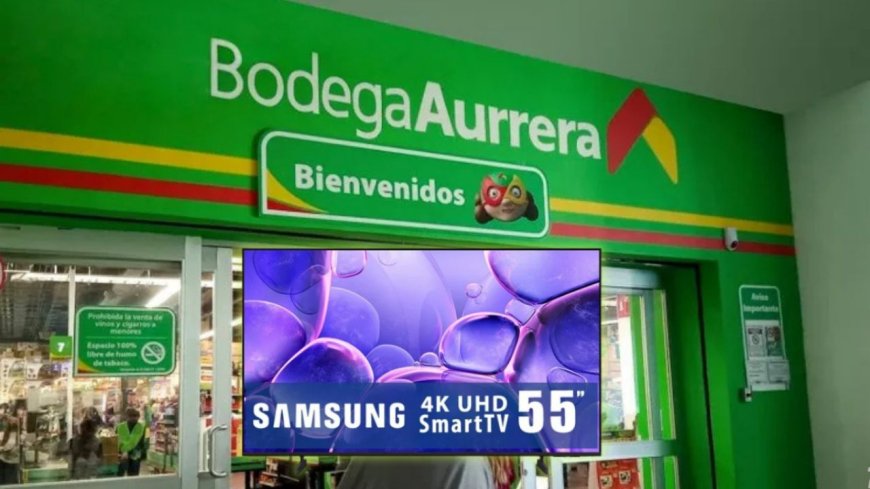 BodegaAurrera
Bienvenidos
Prohibida la venta de
vinos y cigarros a
menores
Espacio 100%
libre de humo
de tabaco.
7
Aviso
Importante
SAMSUNG 4K UHD SmartTV 55”